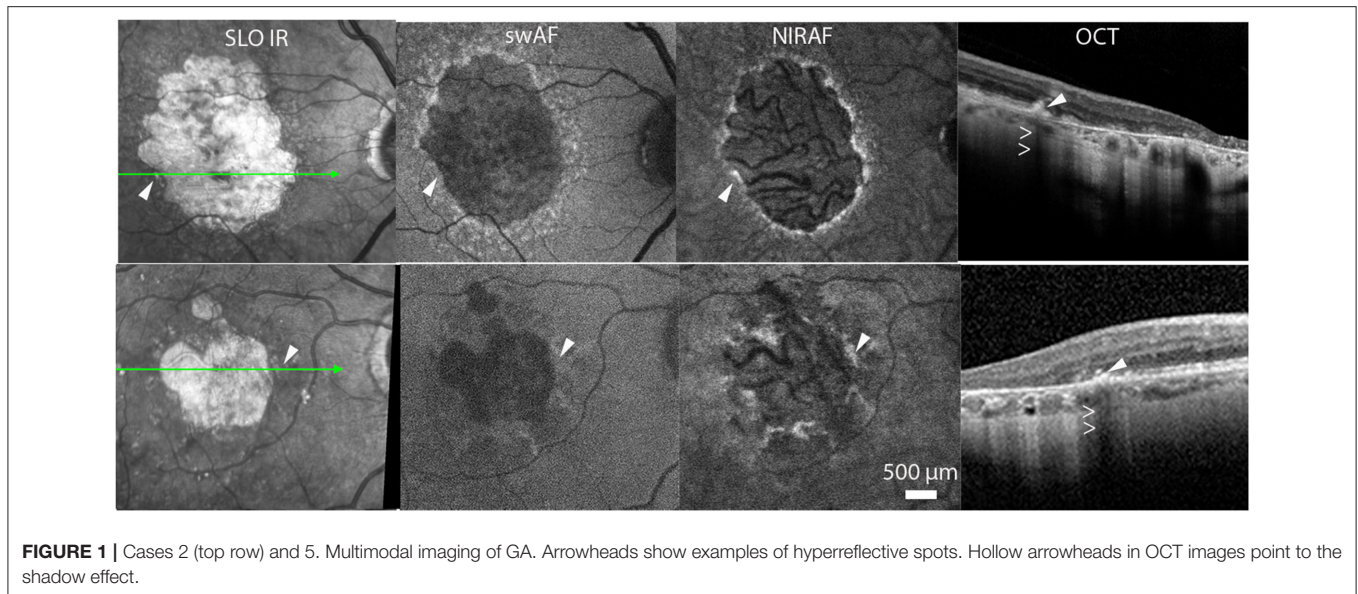 SLO IR
swAF
NIRAF
OCT
500 µm
FIGURE 1 | Cases 2 (top row) and 5. Multimodal imaging of GA. Arrowheads show examples of hyperreflective spots. Hollow arrowheads in OCT images point to the
shadow effect.